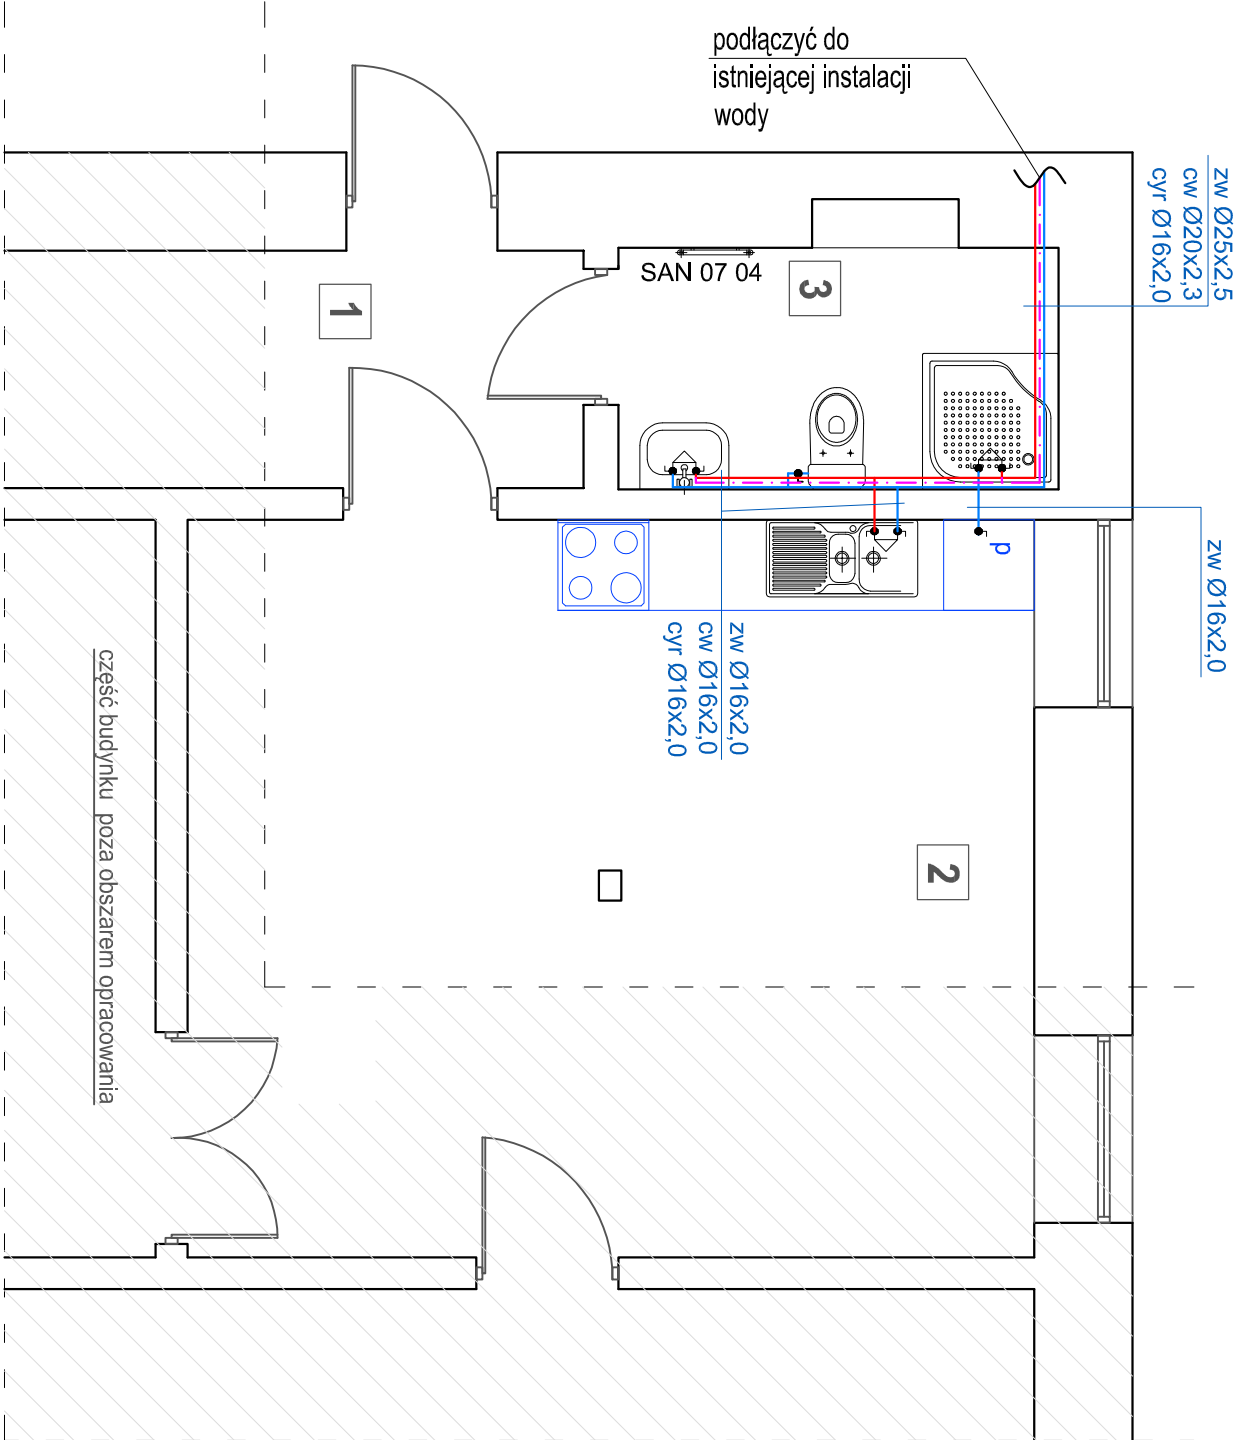 podłączyć do
istniejącej instalacji
wody
zw Ø25x2,5
cw Ø20x2,3
cyr Ø16x2,0
SAN 07 04
3
1
p
zw Ø16x2,0
zw Ø16x2,0
cw Ø16x2,0
cyr Ø16x2,0
część budynku poza obszarem opracowania
2